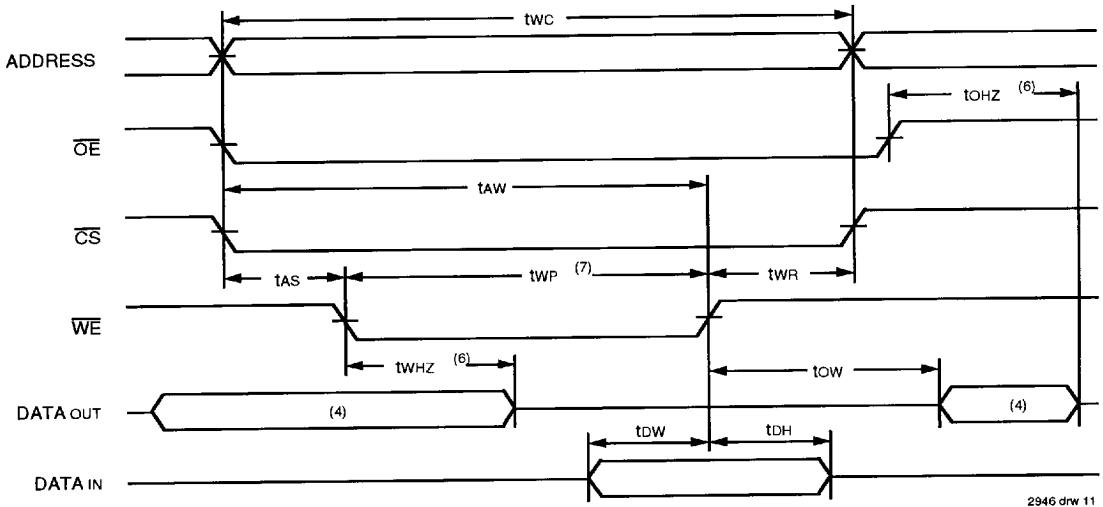 tWC
ADDRESS
tOHZ (6)
OE
tAW
CS
tAS
tWP (7)
tWR
WE
tWHZ (6)
tOW
DATA OUT
(4)
(4)
tDW
tDH
DATA IN
2946 drw 11